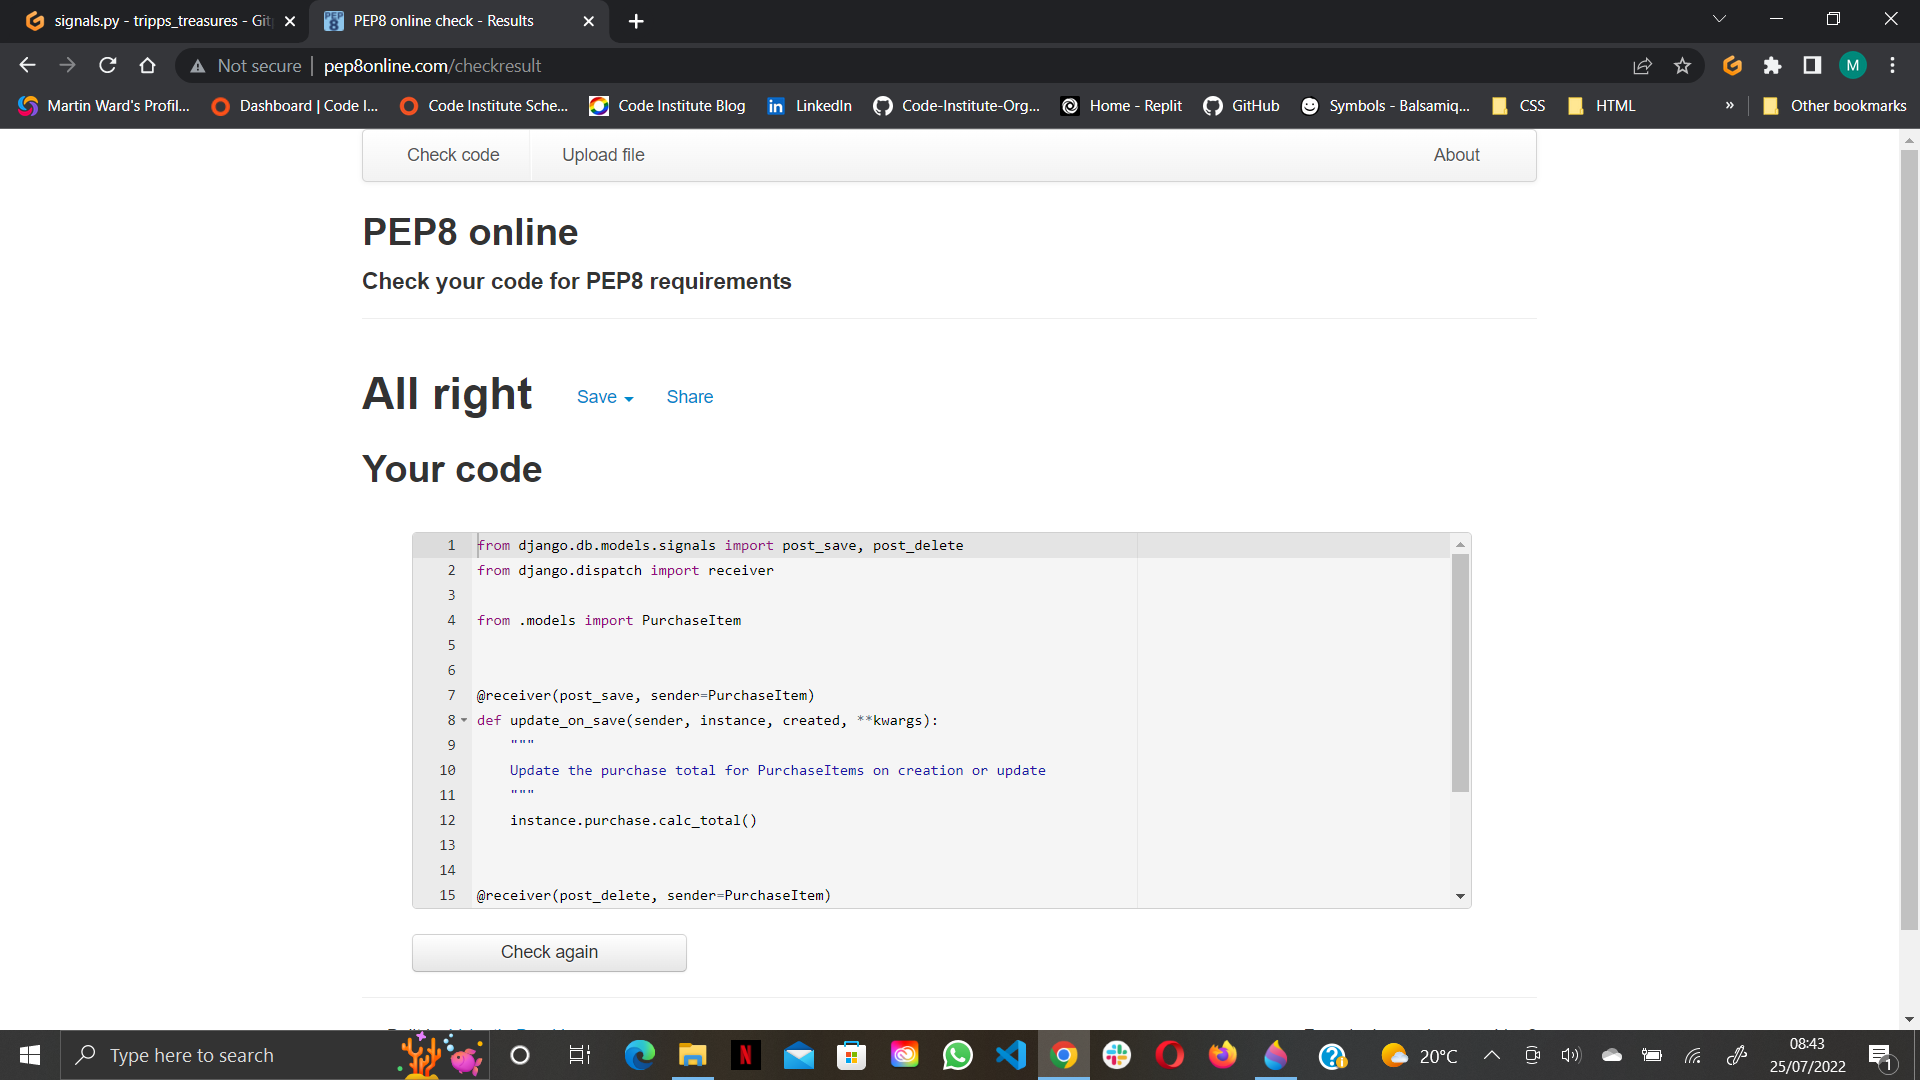 signals.py - tripps_treasures - Git
PEP8 online check - Results
Not secure
pep8online.com/checkresult
M
Martin Ward's Profil...
Dashboard | Code I...
Code Institute Sche...
Code Institute Blog
LinkedIn
Code-Institute-Org...
Home - Replit
GitHub
Symbols - Balsamiq...
CSS
HTML
»
Other bookmarks
Check code
Upload file
About
PEP8 online
Check your code for PEP8 requirements
All right
Save
Share
Your code
1 from django.db.models.signals import post_save, post_delete
2 from django.dispatch import receiver
3
4 from .models import PurchaseItem
5
6
7 @receiver(post_save, sender=PurchaseItem)
8 def update_on_save(sender, instance, created, **kwargs):
9 """
10 Update the purchase total for PurchaseItems on creation or update
11 """
12 instance.purchase.calc_total()
13
14
15 @receiver(post_delete, sender=PurchaseItem)
Check again
Type here to search
20°C
08:43
25/07/2022
1